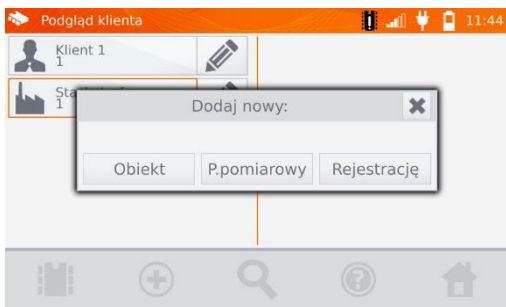 Podgląd klienta 11:44
Klient 1
1
1
Dodaj nowy:
Obiekt P.pomiarowy Rejestrację